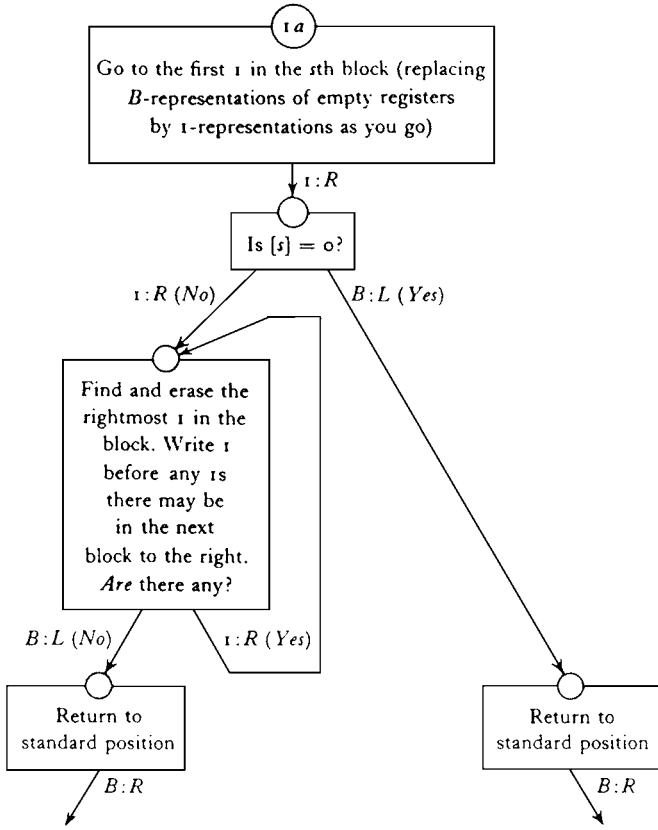 1a
Go to the first 1 in the sth block (replacing
B-representations of empty registers
by 1-representations as you go)
1:R
Is [s] = 0?
1:R (No)
B:L (Yes)
Find and erase the
rightmost 1 in the
block. Write 1
before any 1s
there may be
in the next
block to the right.
Are there any?
B:L (No)
1:R (Yes)
Return to
standard position
Return to
standard position
B:R
B:R